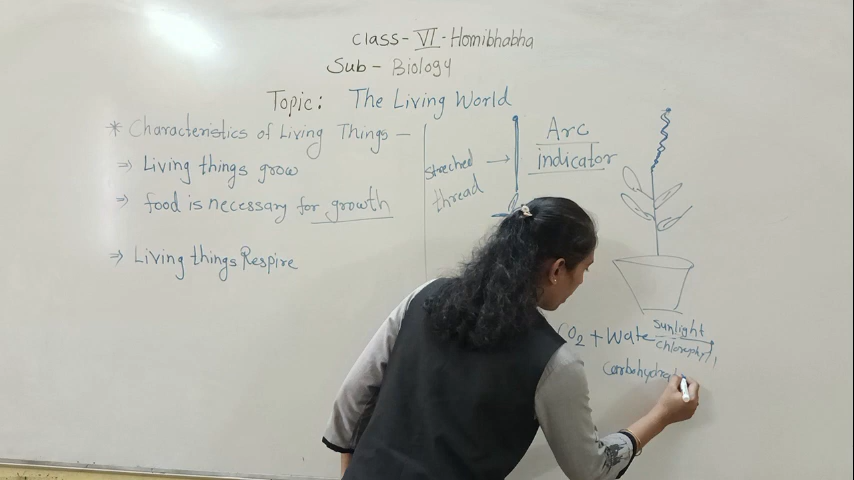 Class - VI - Homibhabha
Sub - Biology
Topic: The Living World
* Characteristics of Living Things —
⇒ Living things grow
⇒ food is necessary for growth
⇒ Living things Respire
Streched thread →
Arc
indicator
CO2 + Wate
sunlight
chlorophyll